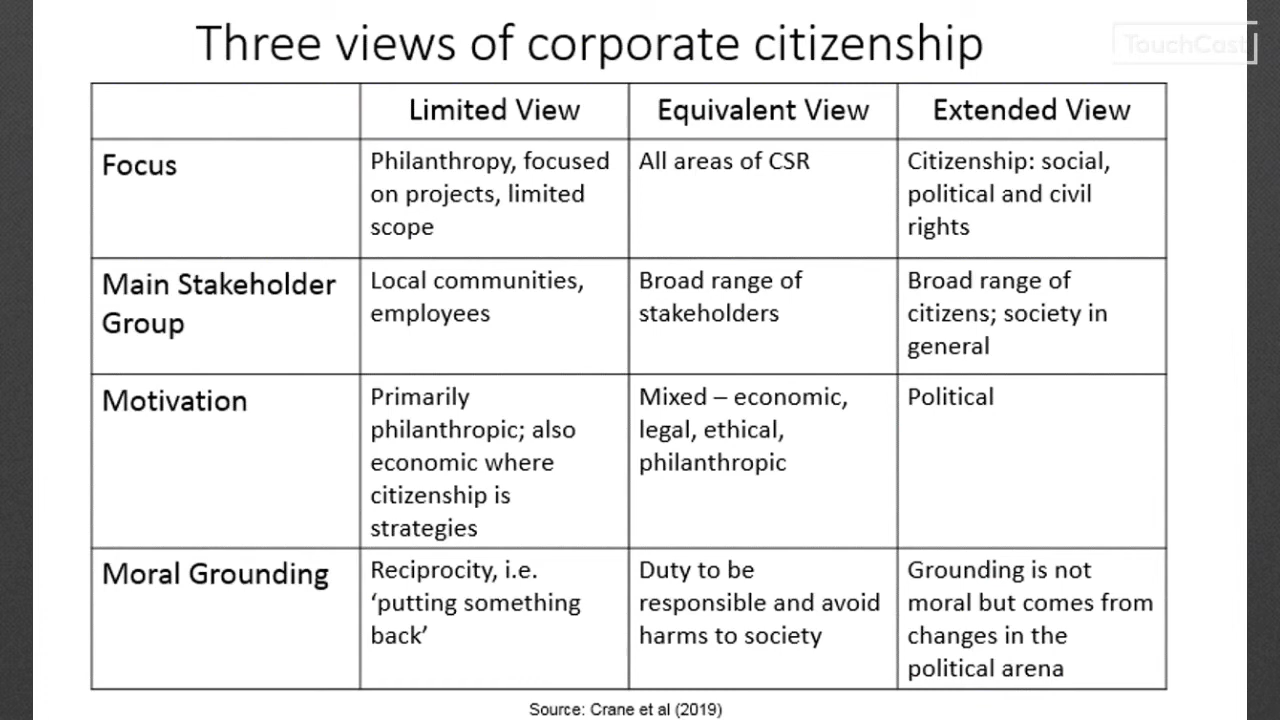 Three views of corporate citizenship
TouchCast
Limited View
Equivalent View
Extended View
Focus
Philanthropy, focused
on projects, limited
scope
All areas of CSR
Citizenship: social,
political and civil
rights
Main Stakeholder
Group
Local communities,
employees
Broad range of
stakeholders
Broad range of
citizens; society in
general
Motivation
Primarily
philanthropic; also
economic where
citizenship is
strategies
Mixed – economic,
legal, ethical,
philanthropic
Political
Moral Grounding
Reciprocity, i.e.
‘putting something
back’
Duty to be
responsible and avoid
harms to society
Grounding is not
moral but comes from
changes in the
political arena
Source: Crane et al (2019)